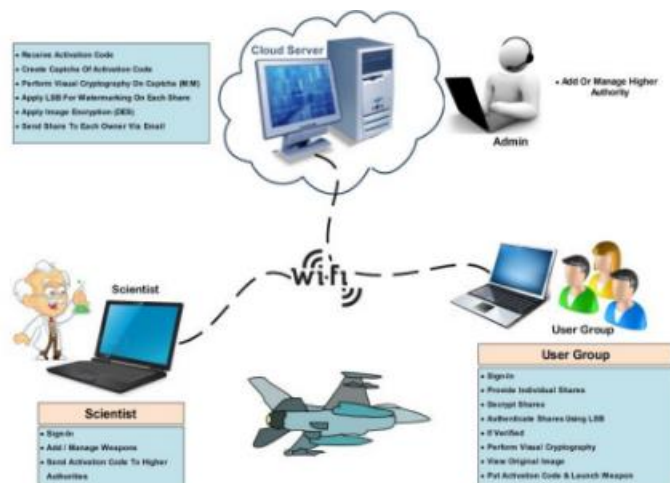 • Receive Activation Code
• Create Captcha Of Activation Code
• Perform Visual Cryptography On Captcha (M/M)
• Apply LSB For Watermarking On Each Share
• Apply Image Encryption (DES)
• Send Share To Each Owner Via Email
Cloud Server
• Add Or Manage Higher
Authority
Admin
wifi
Scientist
User Group
Scientist
• Sign-In
• Add / Manage Weapons
• Send Activation Code To Higher
Authorities
User Group
• Sign-In
• Provide Individual Shares
• Decrypt Shares
• Authenticate Shares Using LSB
• If Verified
• Perform Visual Cryptography
• View Original Image
• Put Activation Code & Launch Weapon